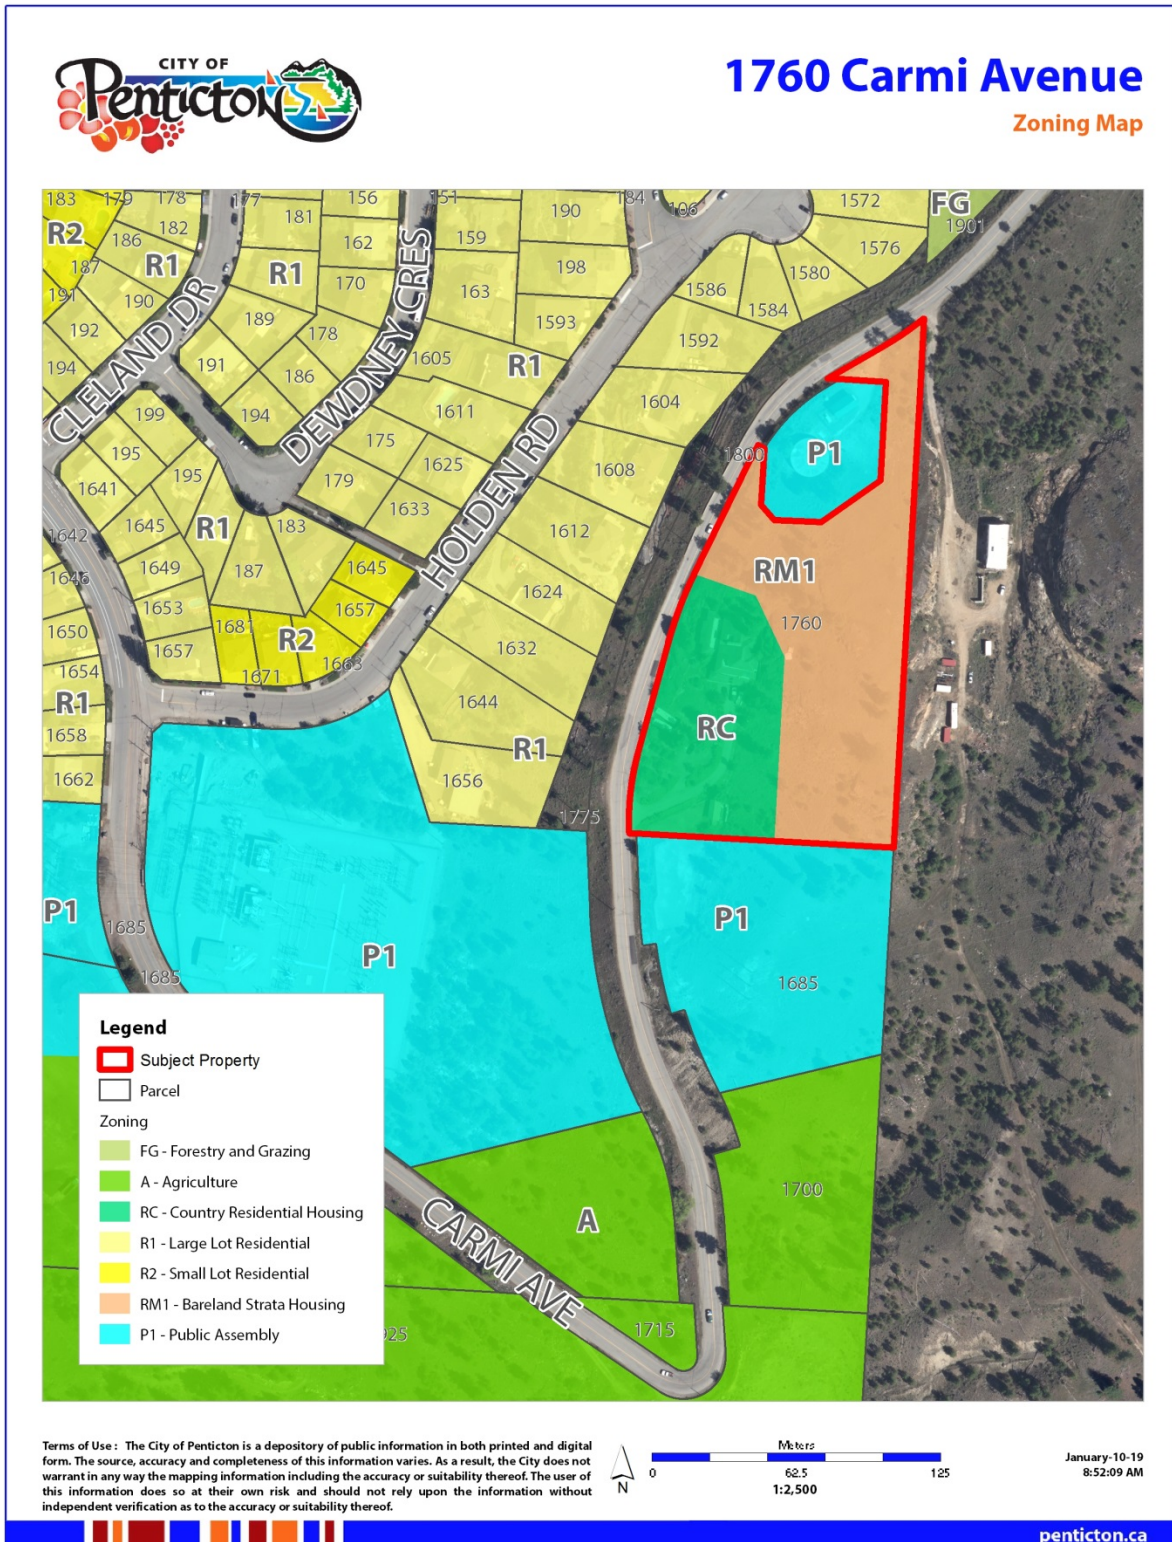 CITY OF
Penticton
1760 Carmi Avenue
Zoning Map
183 179 178 177 156 151 190 184 106 1572 FG
1901
R2 186 182 181 162 159 1576
187 R1 R1 198 1580
191 190 170 163 1586 1584
192 189 178 1593 1592
194 191 1605 R1
CLELAND DR
DEWDNEY CRES
HOLDEN RD
186 1604
199 194 1611
195 175 1625 1608 1800 P1
1641 195 179
1645 1633 1612
1642 R1 183
1649 187 1645 RM1
1646 1653 1657 1624
1650 1681 R2 1632 1760
1657 1671 1663
1654
R1 1644 RC
1658 R1
1662 1656
1775
P1 P1 P1
1685
1685 1685
A 1700
CARMI AVE
925 1715
Legend
Subject Property
Parcel
Zoning
FG - Forestry and Grazing
A - Agriculture
RC - Country Residential Housing
R1 - Large Lot Residential
R2 - Small Lot Residential
RM1 - Bareland Strata Housing
P1 - Public Assembly
Terms of Use : The City of Penticton is a depository of public information in both printed and digital
form. The source, accuracy and completeness of this information varies. As a result, the City does not
warrant in any way the mapping information including the accuracy or suitability thereof. The user of
this information does so at their own risk and should not rely upon the information without
independent verification as to the accuracy or suitability thereof.
N
Meters
0 62.5 125
1:2,500
January-10-19
8:52:09 AM
penticton.ca